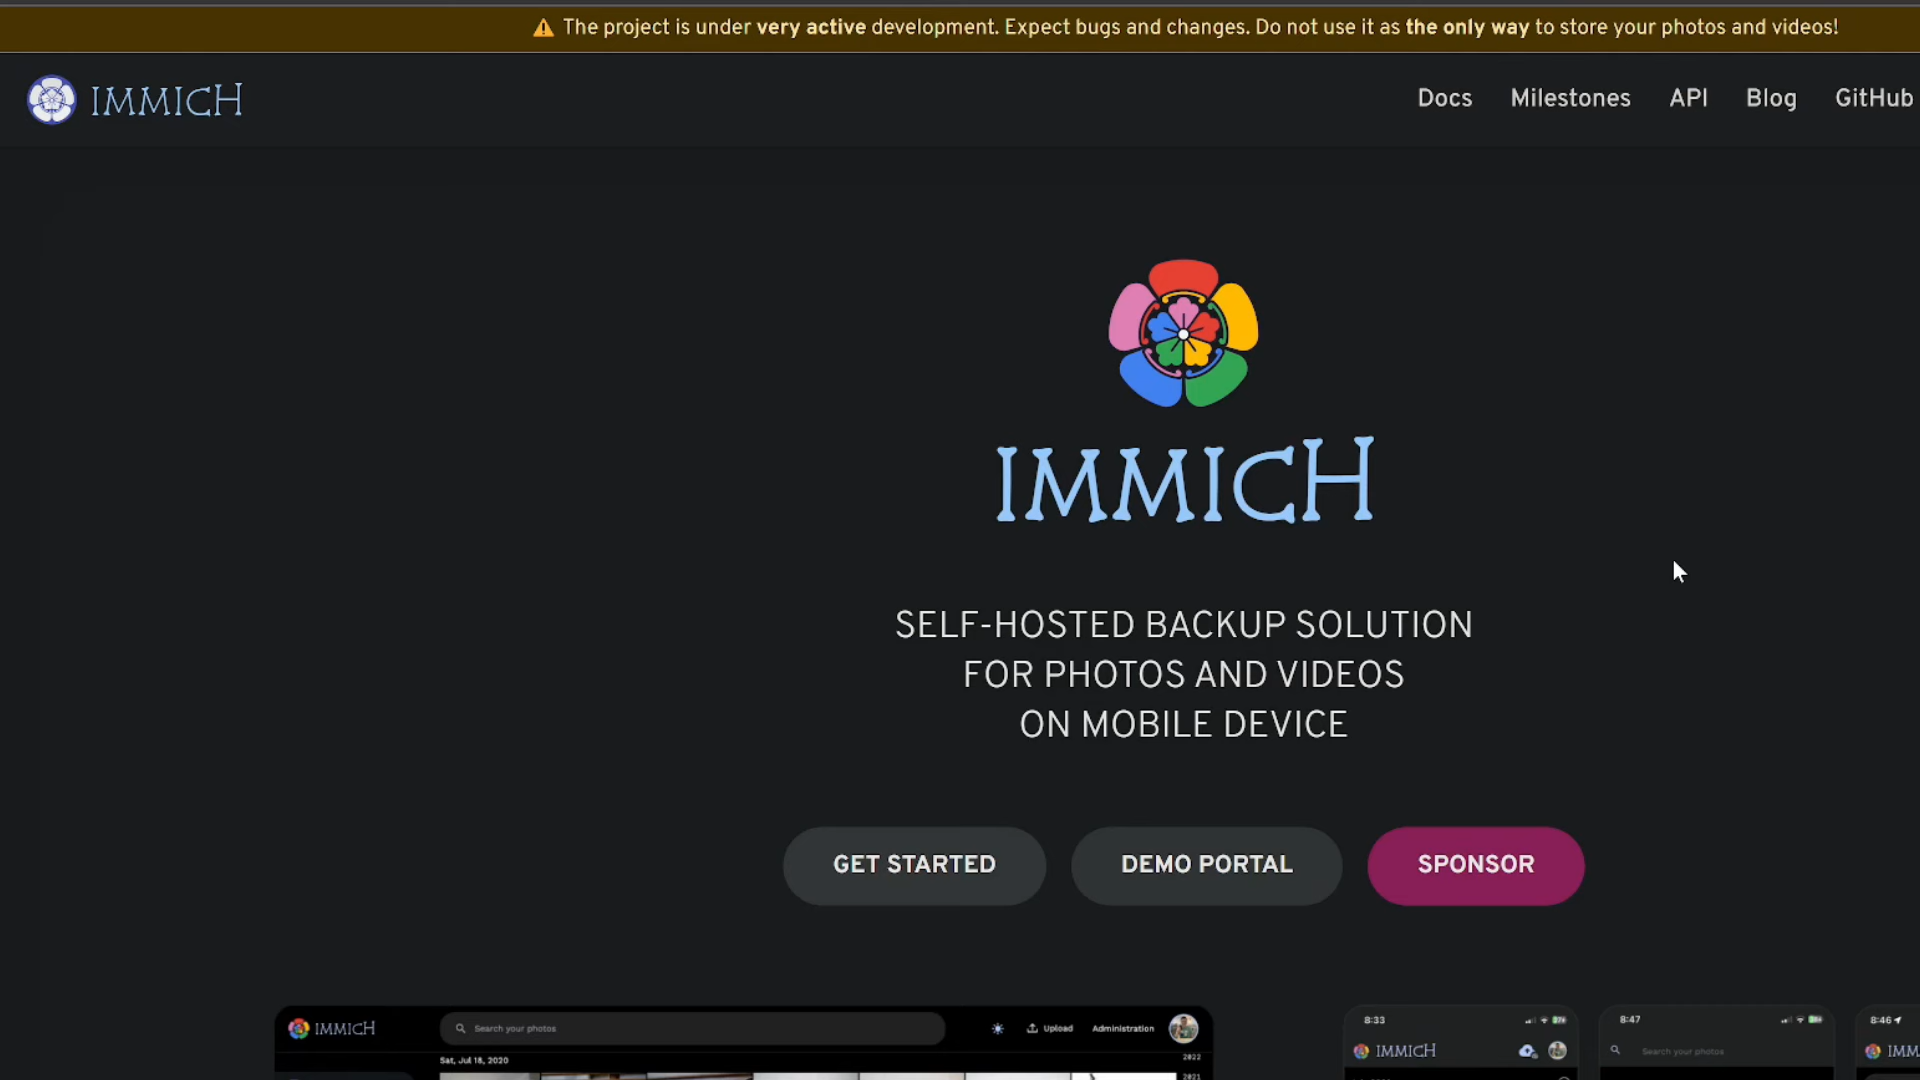 ⚠ The project is under very active development. Expect bugs and changes. Do not use it as the only way to store your photos and videos!
IMMICH
Docs Milestones API Blog GitHub
IMMICH
SELF-HOSTED BACKUP SOLUTION
FOR PHOTOS AND VIDEOS
ON MOBILE DEVICE
GET STARTED DEMO PORTAL SPONSOR
IMMICH Search your photos Upload Administration
Sat, Jul 18, 2020
2022
2021
8:33
IMMICH
8:47
Search your photos
8:46
IMM